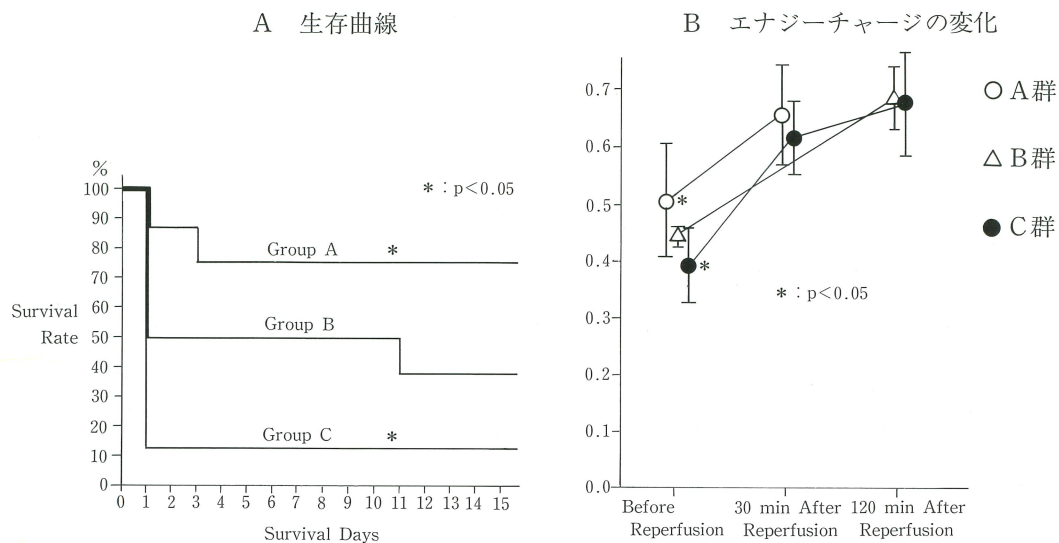 A 生存曲線
%
100
90
80
70
60
50
40
30
20
10
0
Survival
Rate
*:p<0.05
Group A *
Group B
Group C *
0 1 2 3 4 5 6 7 8 9 10 11 12 13 14 15
Survival Days
B エナジーチャージの変化
0.7
0.6
0.5
0.4
0.3
0.2
0.1
0.0
*
*
*:p<0.05
Before
Reperfusion
30 min After
Reperfusion
120 min After
Reperfusion
A群
B群
C群